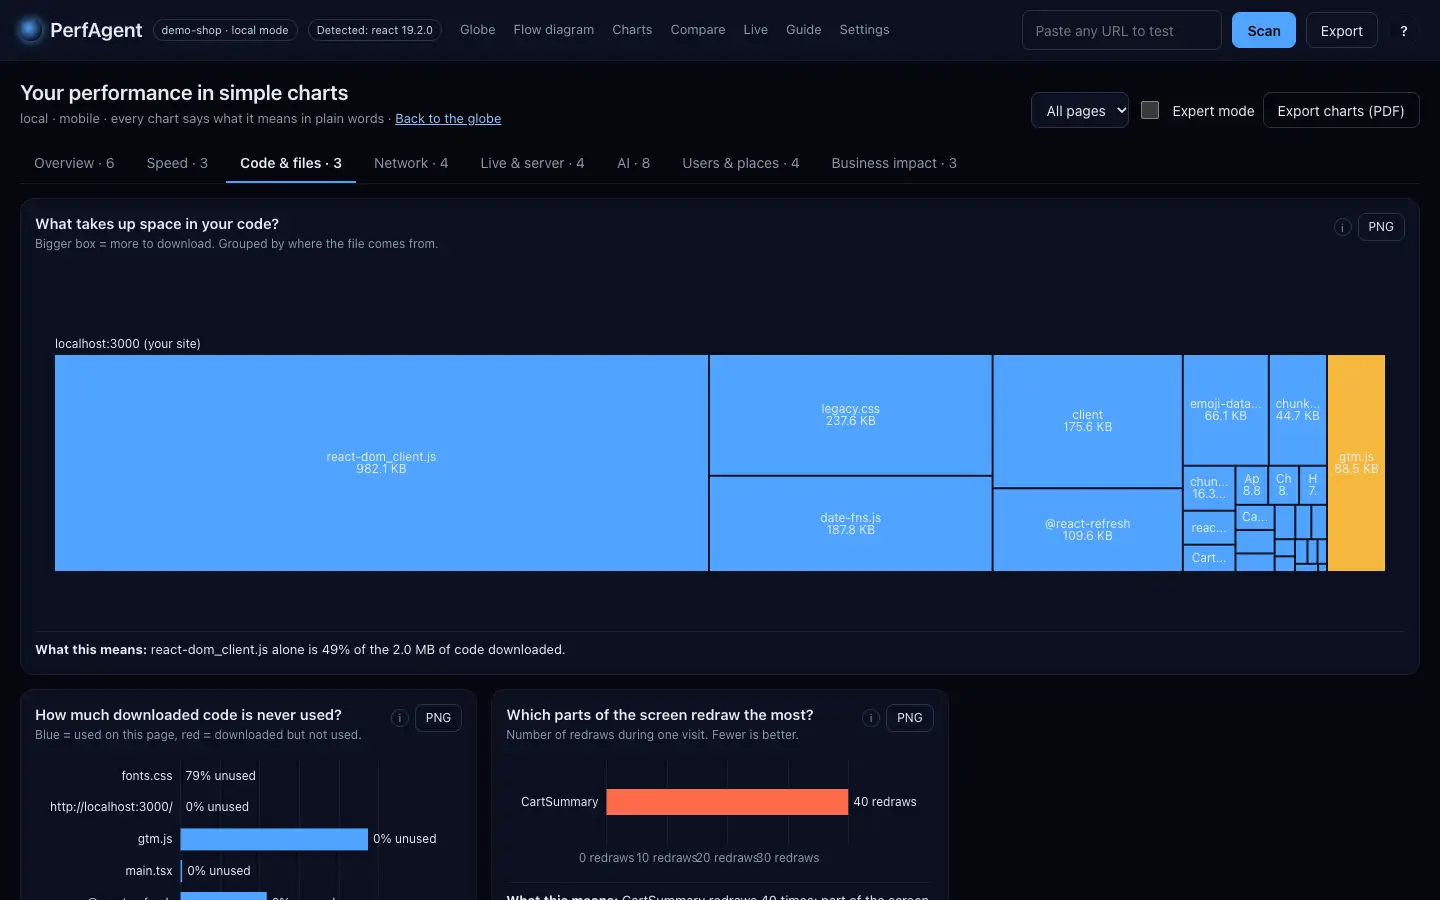 PerfAgent
demo-shop · local mode
Detected: react 19.2.0
Globe
Flow diagram
Charts
Compare
Live
Guide
Settings
Paste any URL to test
Scan
Export
?
Your performance in simple charts
local · mobile · every chart says what it means in plain words · Back to the globe
All pages
Expert mode
Export charts (PDF)
Overview · 6
Speed · 3
Code & files · 3
Network · 4
Live & server · 4
AI · 8
Users & places · 4
Business impact · 3
What takes up space in your code?
Bigger box = more to download. Grouped by where the file comes from.
i
PNG
localhost:3000 (your site)
react-dom_client.js
982.1 KB
legacy.css
237.6 KB
date-fns.js
187.8 KB
client
175.6 KB
@react-refresh
109.6 KB
emoji-data...
66.1 KB
chunk...
44.7 KB
chun...
16.3...
Ap
8.8
Ch
8.
H
7.
reac...
Ca...
Cart...
gtm.js
88.5 KB
What this means: react-dom_client.js alone is 49% of the 2.0 MB of code downloaded.
How much downloaded code is never used?
Blue = used on this page, red = downloaded but not used.
i
PNG
fonts.css
79% unused
http://localhost:3000/
0% unused
gtm.js
0% unused
main.tsx
0% unused
Which parts of the screen redraw the most?
Number of redraws during one visit. Fewer is better.
i
PNG
CartSummary
40 redraws
0 redraws
10 redraws
20 redraws
30 redraws
What this means: CartSummary redraws 40 times: part of the screen